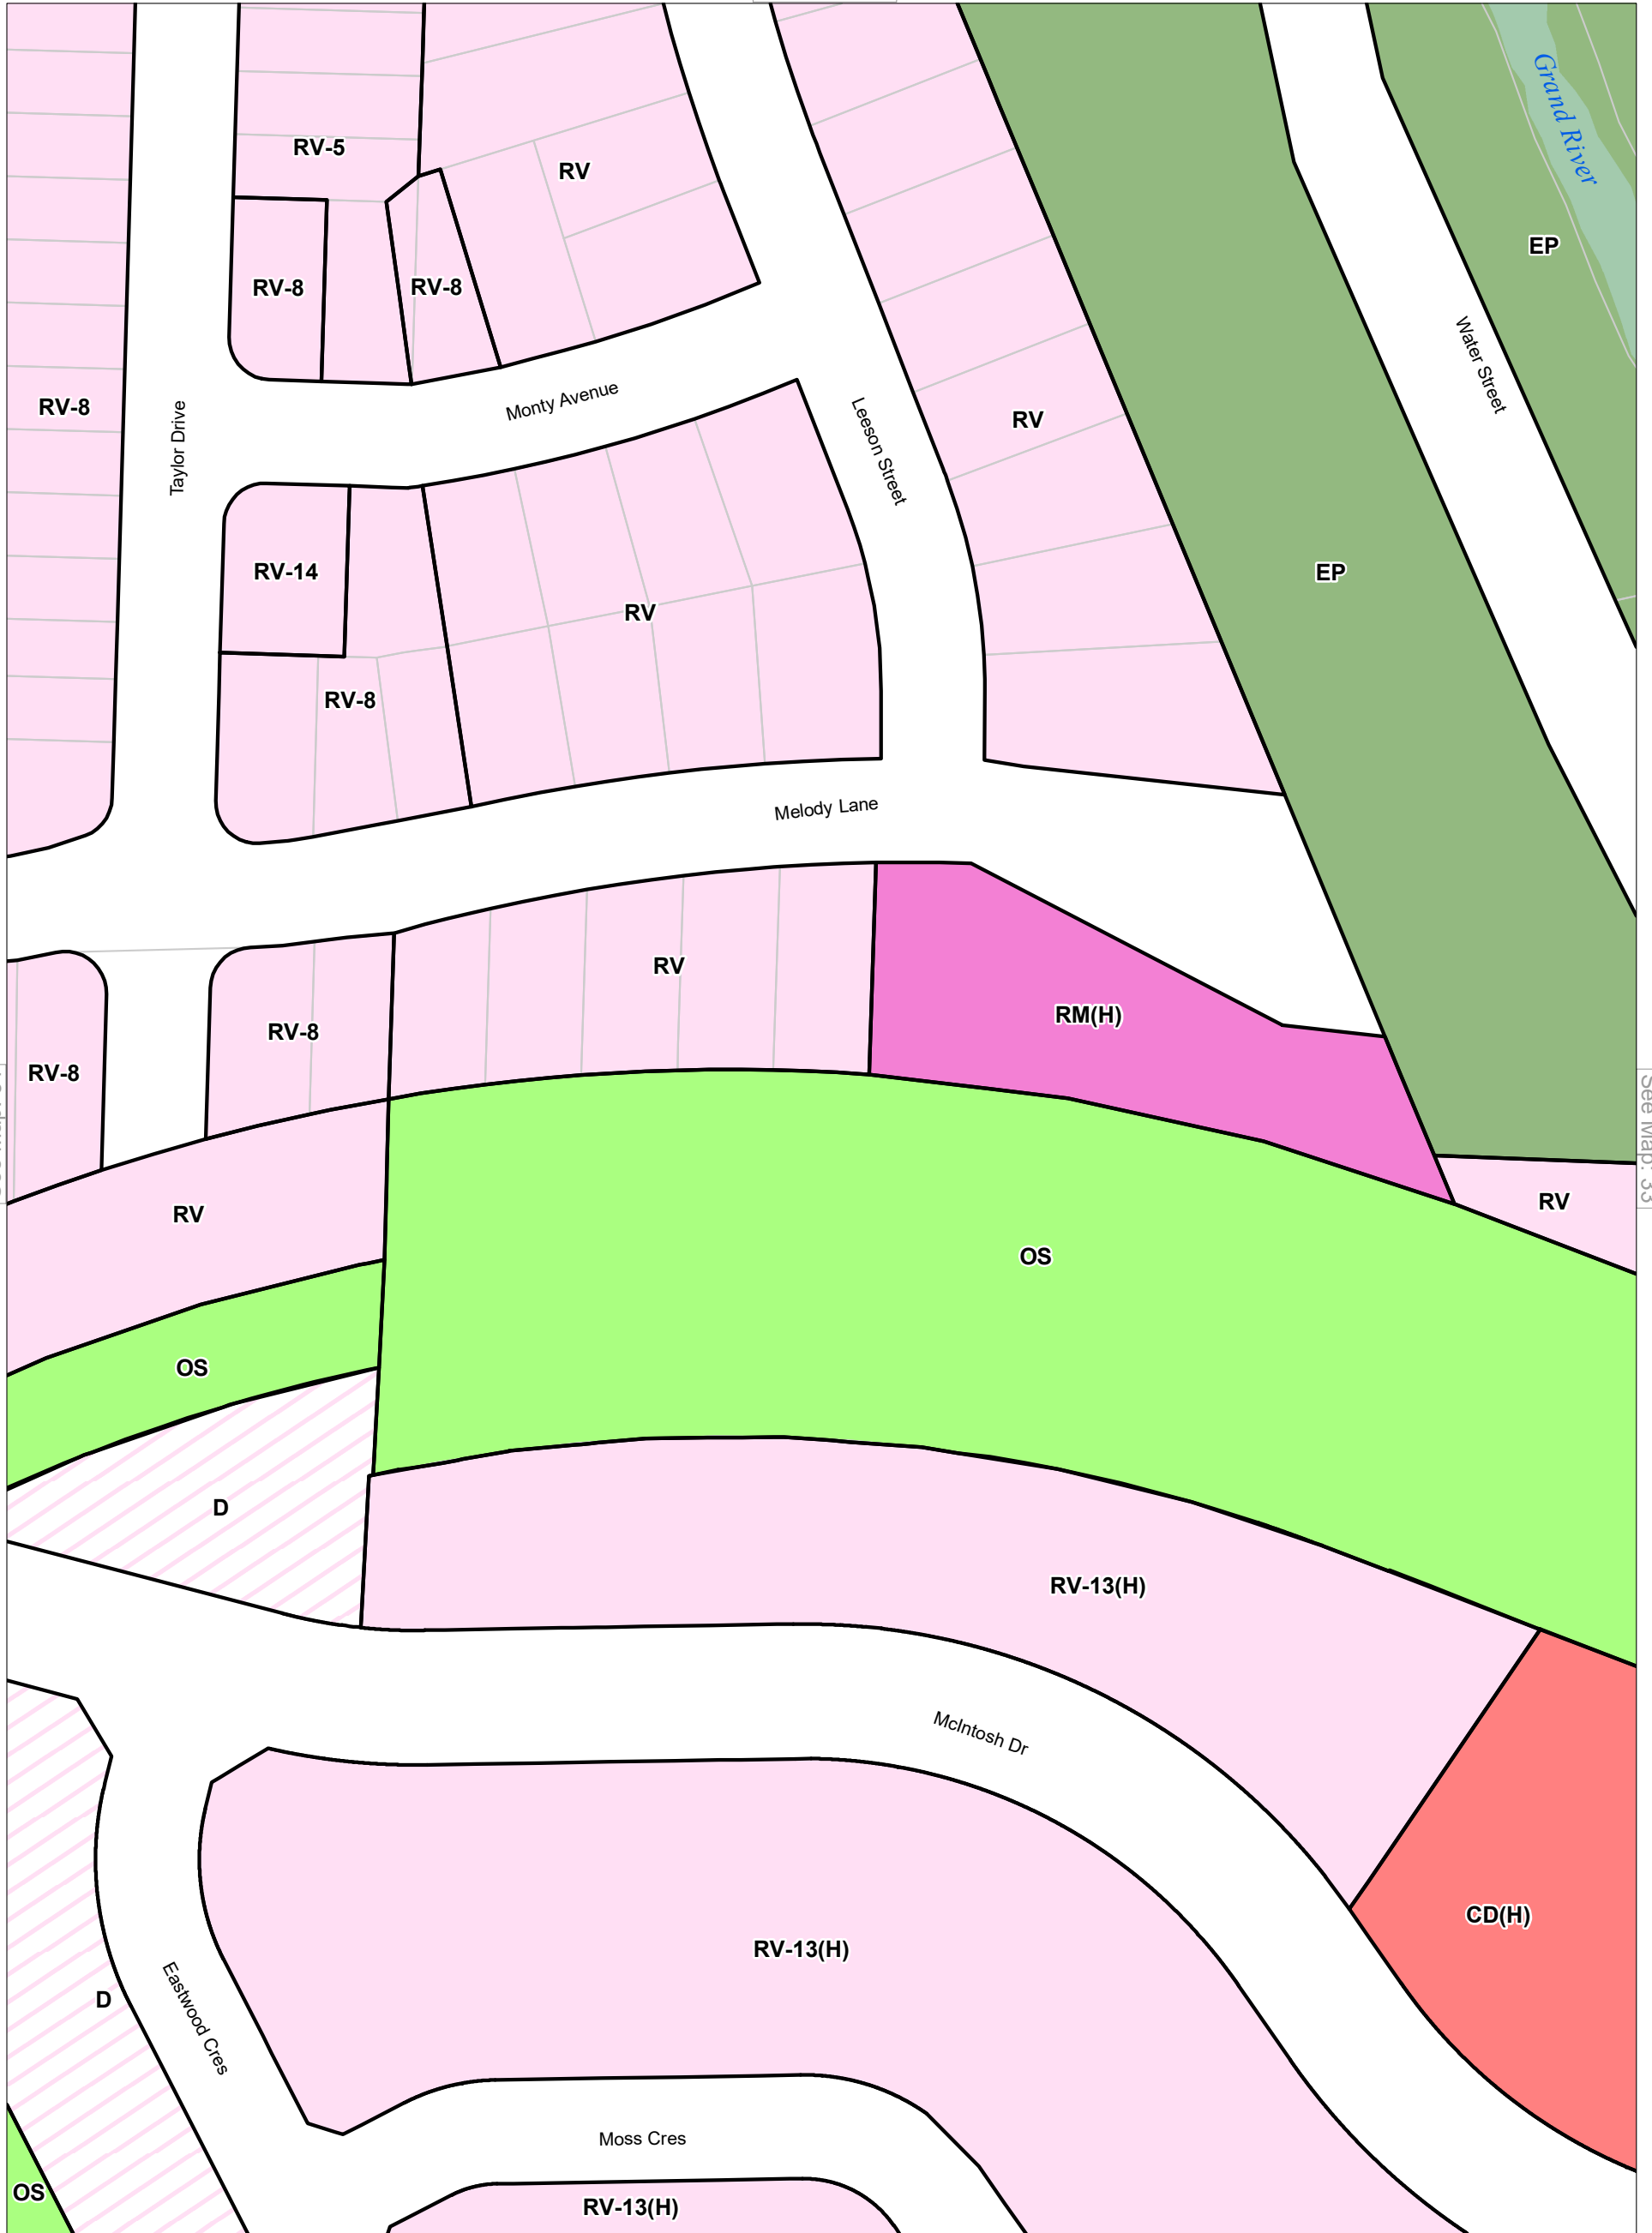 Grand River
RV-5
RV
EP
RV-8
RV-8
Water Street
RV-8
Taylor Drive
Monty Avenue
Leeson Street
RV
RV-14
EP
RV
RV-8
Melody Lane
RV
RM(H)
RV-8
RV-8
See Map: 33
RV
RV
OS
OS
D
RV-13(H)
McIntosh Dr
CD(H)
RV-13(H)
D
Eastwood Cres
Moss Cres
OS
RV-13(H)